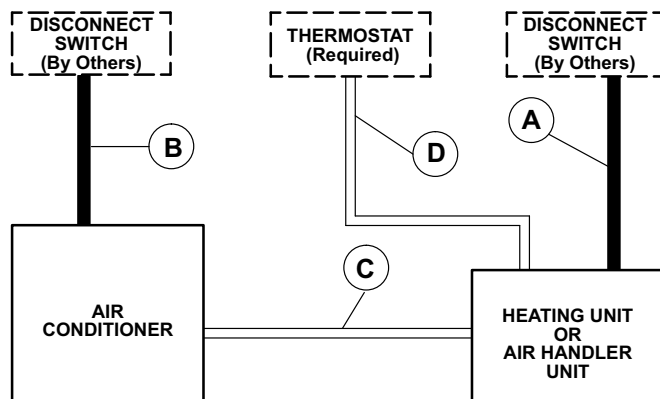 DISCONNECT
SWITCH
(By Others)
THERMOSTAT
(Required)
DISCONNECT
SWITCH
(By Others)
A
B
D
C
AIR
CONDITIONER
HEATING UNIT
OR
AIR HANDLER
UNIT